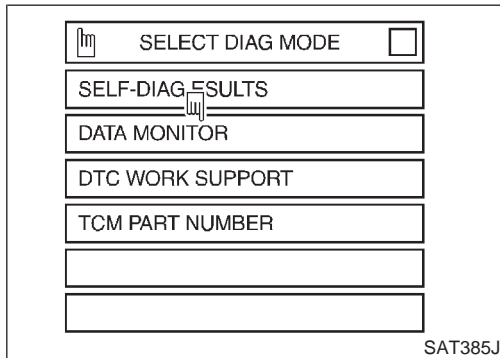 SELECT DIAG MODE
SELF-DIAG ESULTS
DATA MONITOR
DTC WORK SUPPORT
TCM PART NUMBER
SAT385J